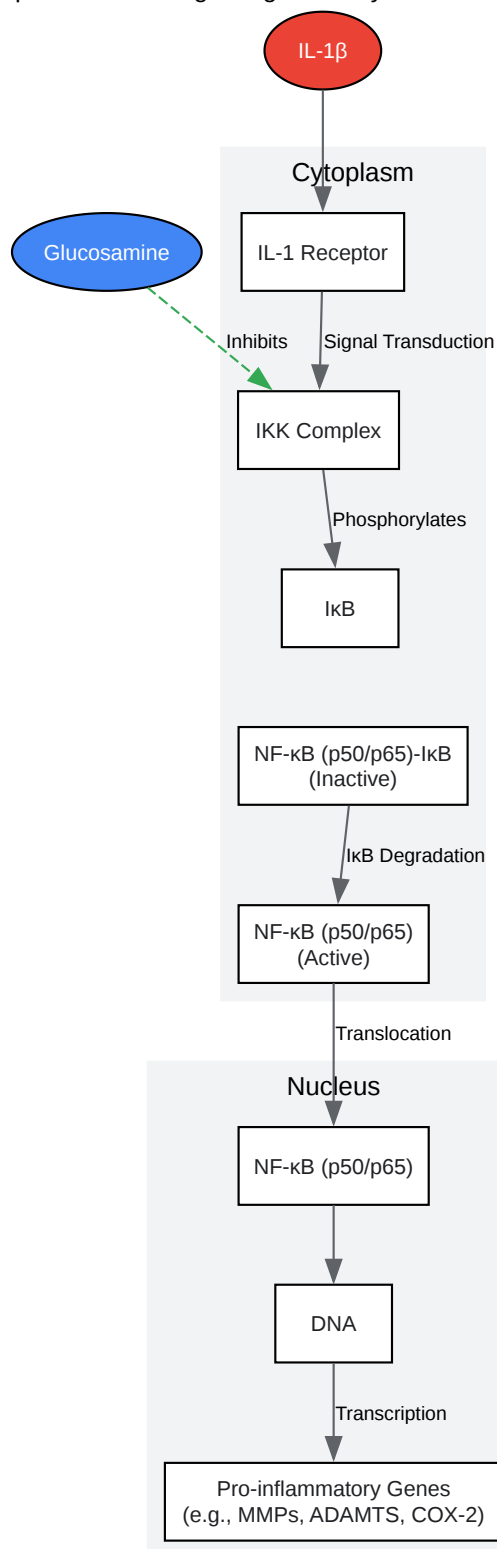 IL-1β
Cytoplasm
IL-1 Receptor
Glucosamine
Inhibits
Signal Transduction
IKK Complex
Phosphorylates
IκB
NF-κB (p50/p65)-IκB
(Inactive)
IκB Degradation
NF-κB (p50/p65)
(Active)
Translocation
Nucleus
NF-κB (p50/p65)
DNA
Transcription
Pro-inflammatory Genes
(e.g., MMPs, ADAMTS, COX-2)